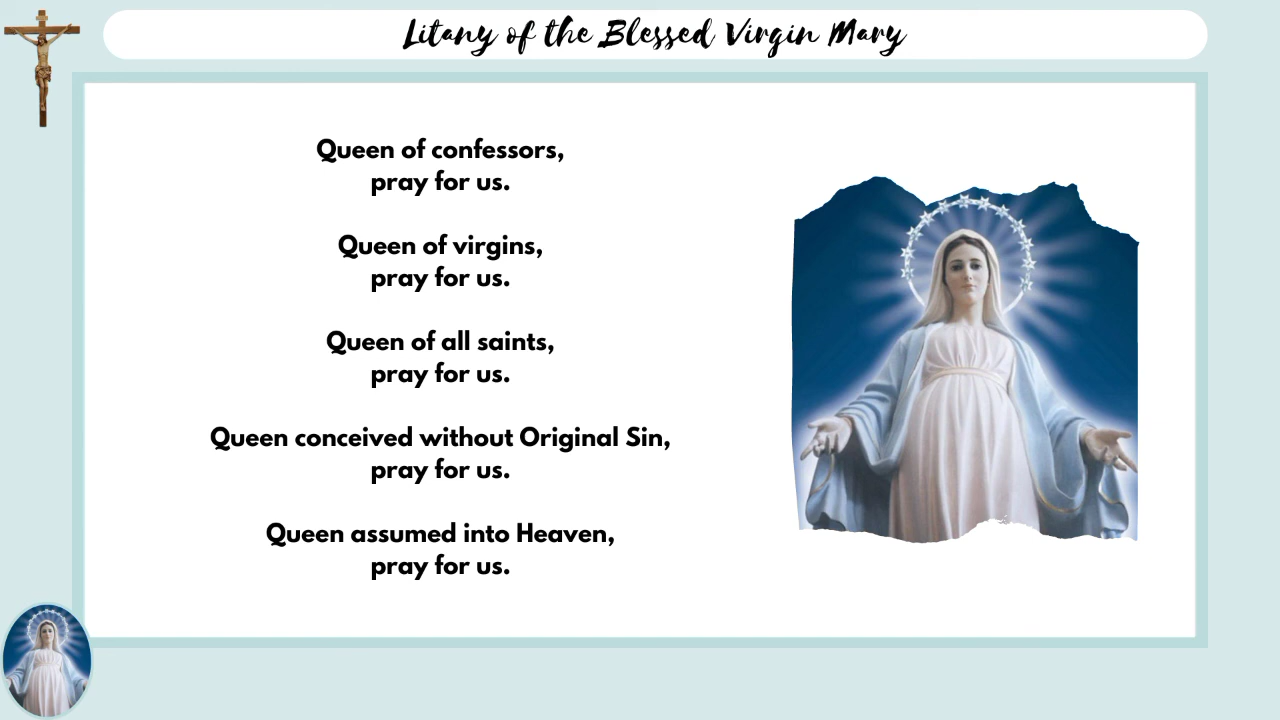 Litany of the Blessed Virgin Mary
Queen of confessors,
pray for us.
Queen of virgins,
pray for us.
Queen of all saints,
pray for us.
Queen conceived without Original Sin,
pray for us.
Queen assumed into Heaven,
pray for us.